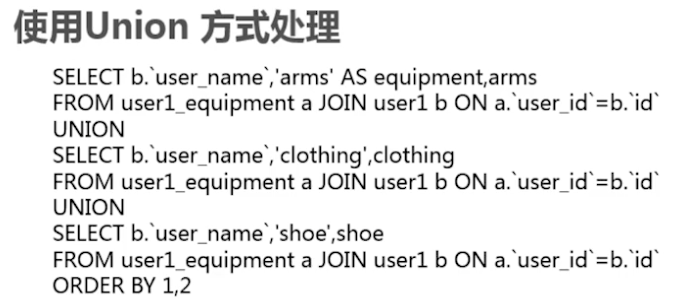 使用Union 方式处理
SELECT b.`user_name`,'arms' AS equipment,arms
FROM user1_equipment a JOIN user1 b ON a.`user_id`=b.`id`
UNION
SELECT b.`user_name`,'clothing',clothing
FROM user1_equipment a JOIN user1 b ON a.`user_id`=b.`id`
UNION
SELECT b.`user_name`,'shoe',shoe
FROM user1_equipment a JOIN user1 b ON a.`user_id`=b.`id`
ORDER BY 1,2